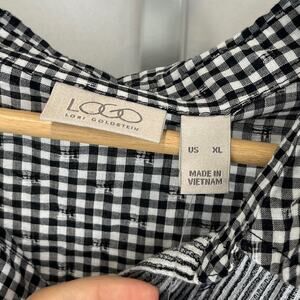 LOGO
LORI GOLDSTEIN
US XL
MADE IN
VIETNAM